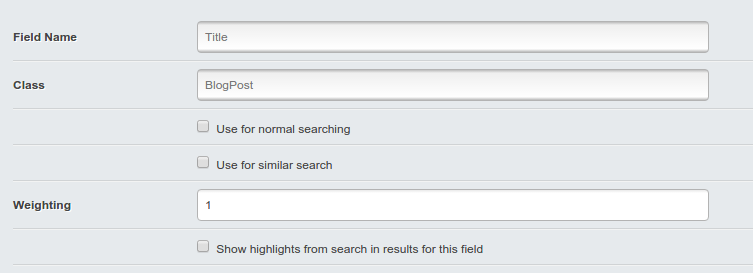 Field Name
Title
Class
BlogPost
Use for normal searching
Use for similar search
Weighting
1
Show highlights from search in results for this field